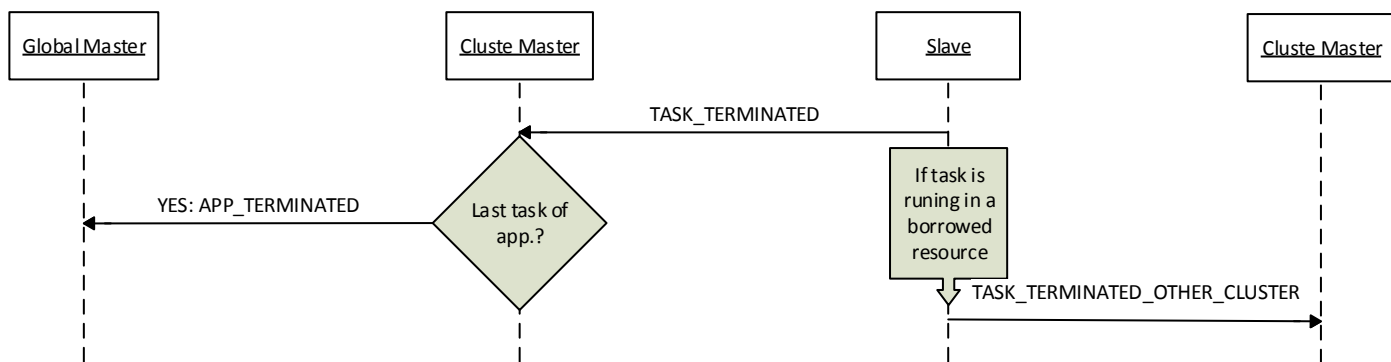 Global Master
Cluste Master
Slave
Cluste Master
TASK_TERMINATED
If task is
runing in a
borrowed
resource
YES: APP_TERMINATED
Last task of
app.?
TASK_TERMINATED_OTHER_CLUSTER